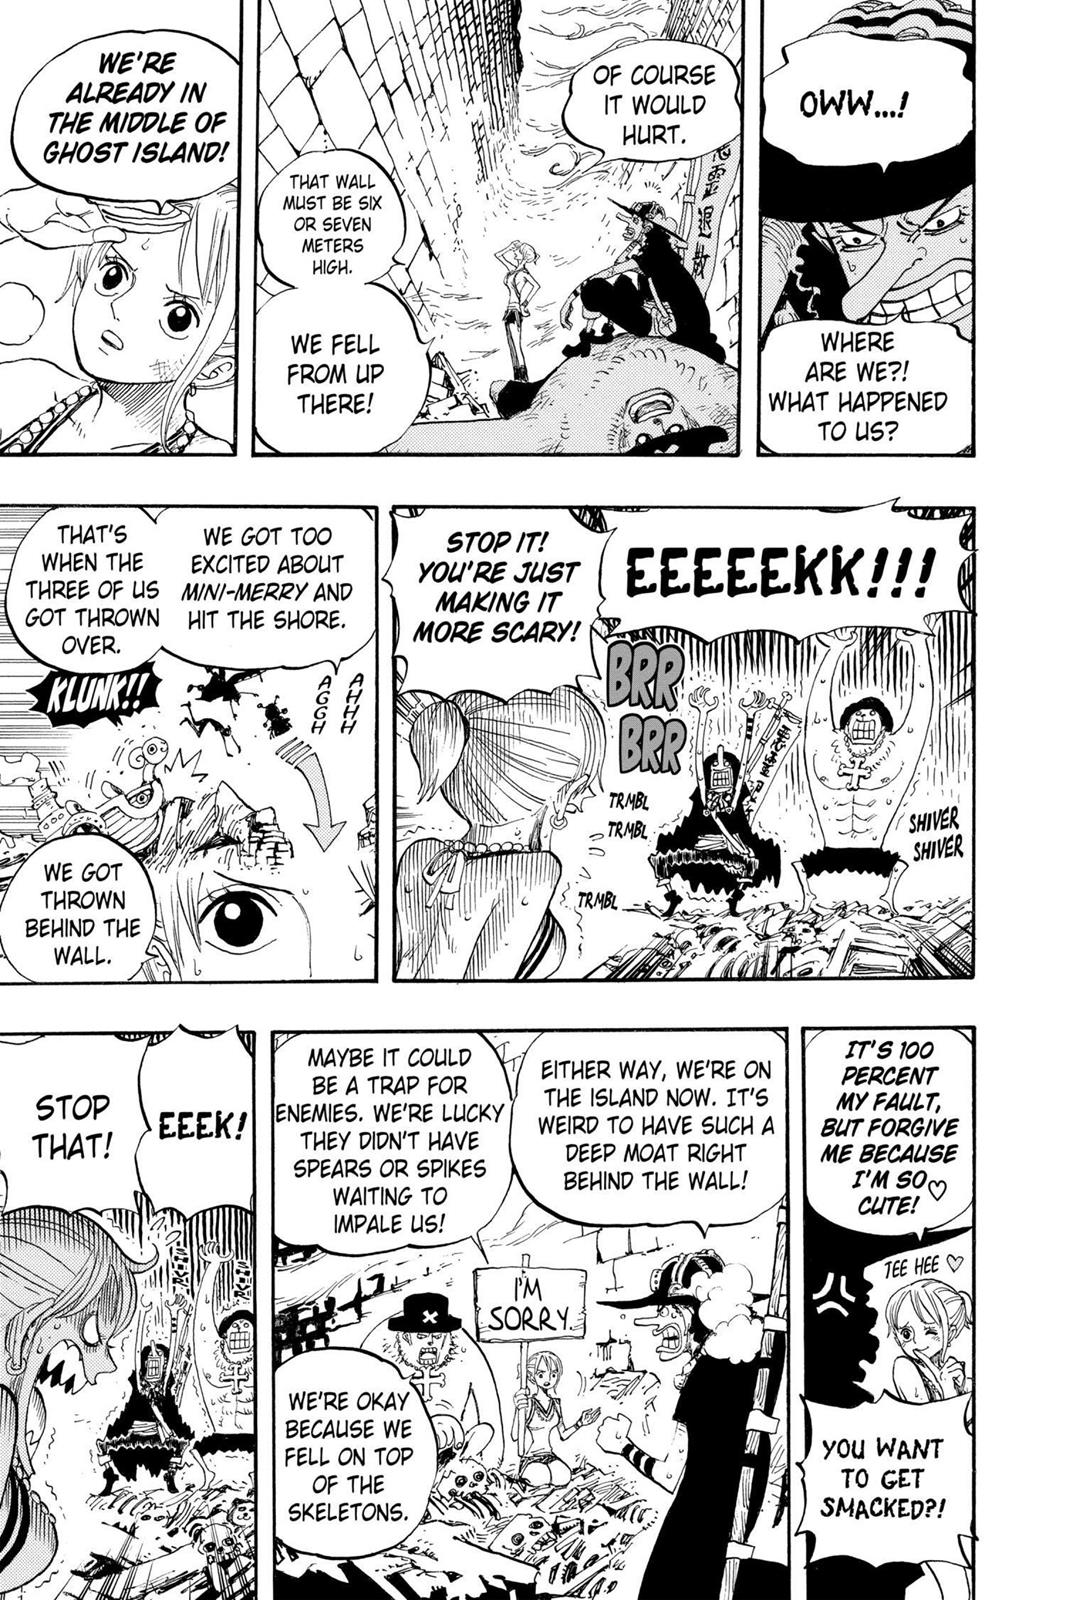 OWW...!
WHERE
ARE WE?!
WHAT HAPPENED
TO US?
OF COURSE
IT WOULD
HURT.
悪霊退散
THAT WALL
MUST BE SIX
OR SEVEN
METERS
HIGH.
WE FELL
FROM UP
THERE!
WE'RE
ALREADY IN
THE MIDDLE OF
GHOST ISLAND!
EEEEEKK!!!
STOP IT!
YOU'RE JUST
MAKING IT
MORE SCARY!
BRR
BRR
TRMBL
TRMBL
TRMBL
SHIVER
SHIVER
WE GOT TOO
EXCITED ABOUT
MINI-MERRY AND
HIT THE SHORE.
AHHH
AGGH
THAT'S
WHEN THE
THREE OF US
GOT THROWN
OVER.
KLUNK!!
WE GOT
THROWN
BEHIND THE
WALL.
IT'S 100
PERCENT
MY FAULT,
BUT FORGIVE
ME BECAUSE
I'M SO
CUTE!♡
TEE HEE ♡
YOU WANT
TO GET
SMACKED?!
EITHER WAY, WE'RE ON
THE ISLAND NOW. IT'S
WEIRD TO HAVE SUCH A
DEEP MOAT RIGHT
BEHIND THE WALL!
MAYBE IT COULD
BE A TRAP FOR
ENEMIES. WE'RE LUCKY
THEY DIDN'T HAVE
SPEARS OR SPIKES
WAITING TO
IMPALE US!
I'M
SORRY.
WE'RE OKAY
BECAUSE WE
FELL ON TOP
OF THE
SKELETONS.
EEEK!
STOP
THAT!